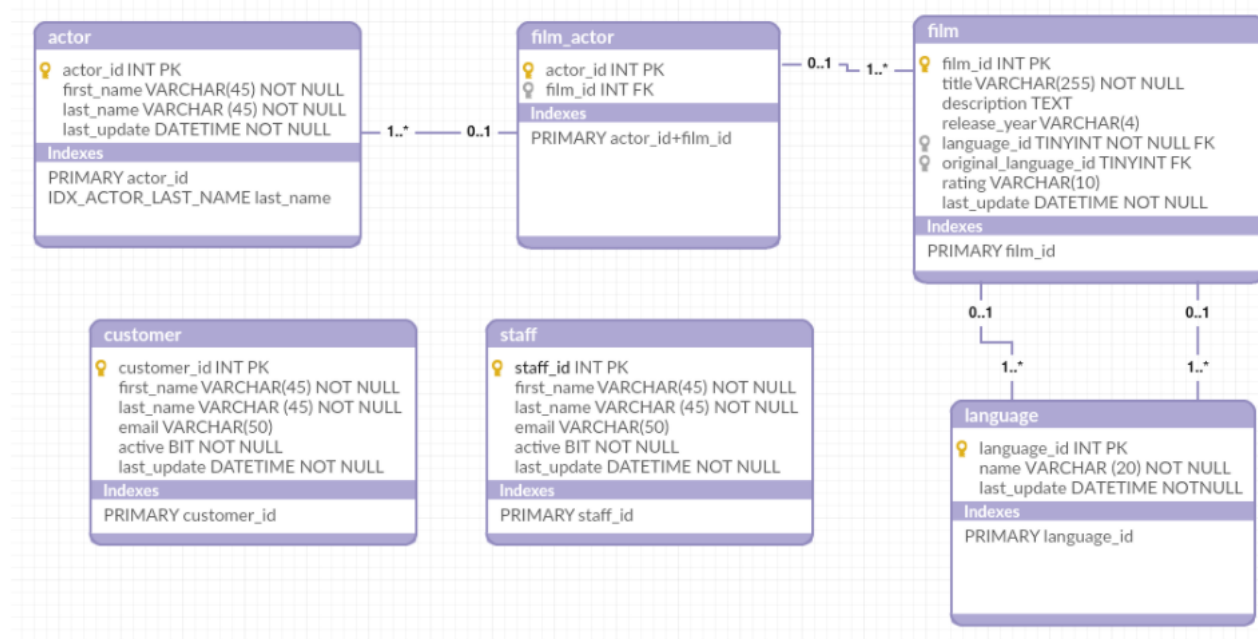 actor
actor_id INT PK
first_name VARCHAR(45) NOT NULL
last_name VARCHAR (45) NOT NULL
last_update DATETIME NOT NULL
Indexes
PRIMARY actor_id
IDX_ACTOR_LAST_NAME last_name
1..*
0..1
film_actor
actor_id INT PK
film_id INT FK
Indexes
PRIMARY actor_id+film_id
0..1
1..*
film
film_id INT PK
title VARCHAR(255) NOT NULL
description TEXT
release_year VARCHAR(4)
language_id TINYINT NOT NULL FK
original_language_id TINYINT FK
rating VARCHAR(10)
last_update DATETIME NOT NULL
Indexes
PRIMARY film_id
0..1
0..1
1..*
1..*
customer
customer_id INT PK
first_name VARCHAR(45) NOT NULL
last_name VARCHAR (45) NOT NULL
email VARCHAR(50)
active BIT NOT NULL
last_update DATETIME NOT NULL
Indexes
PRIMARY customer_id
staff
staff_id INT PK
first_name VARCHAR(45) NOT NULL
last_name VARCHAR (45) NOT NULL
email VARCHAR(50)
active BIT NOT NULL
last_update DATETIME NOT NULL
Indexes
PRIMARY staff_id
language
language_id INT PK
name VARCHAR (20) NOT NULL
last_update DATETIME NOTNULL
Indexes
PRIMARY language_id